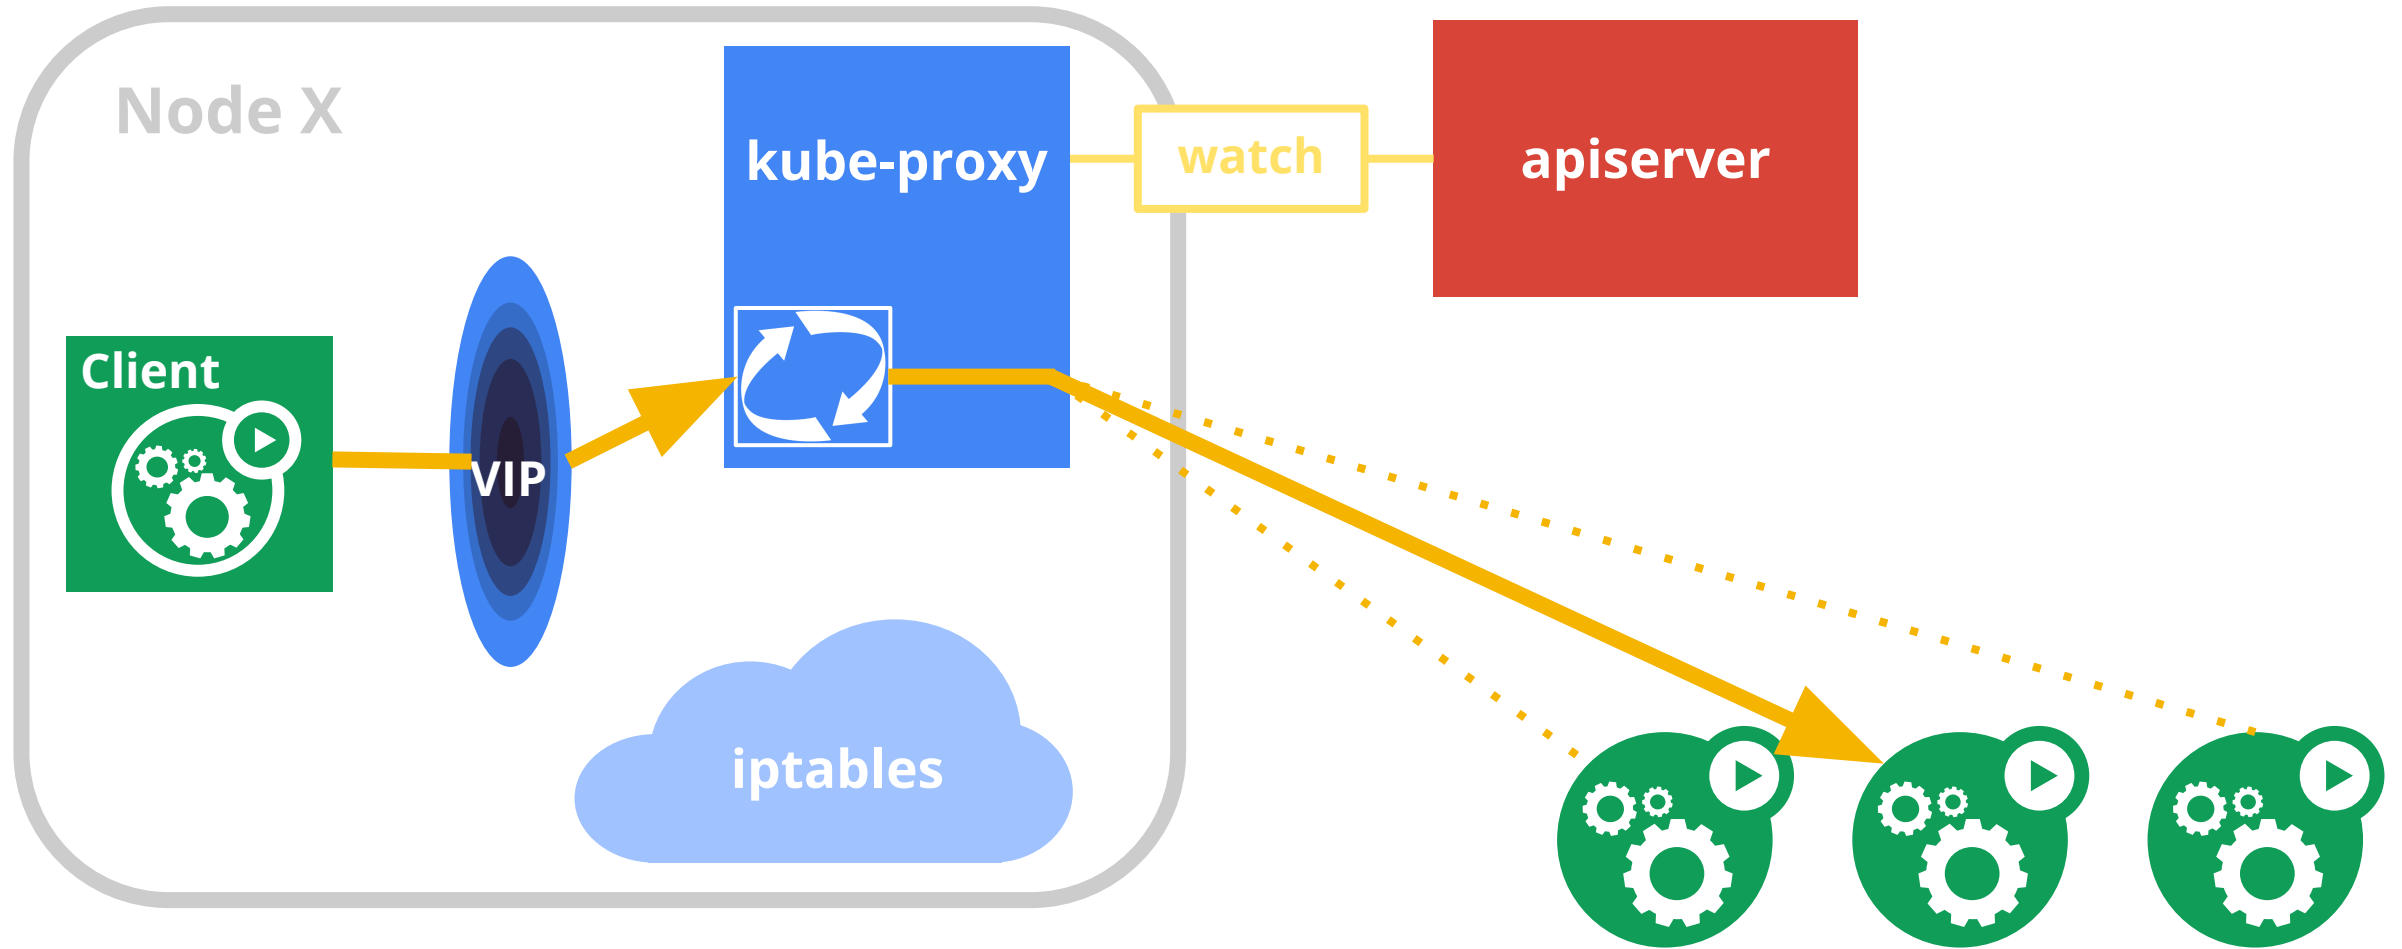 Node X
kube-proxy
watch
apiserver
Client
VIP
iptables